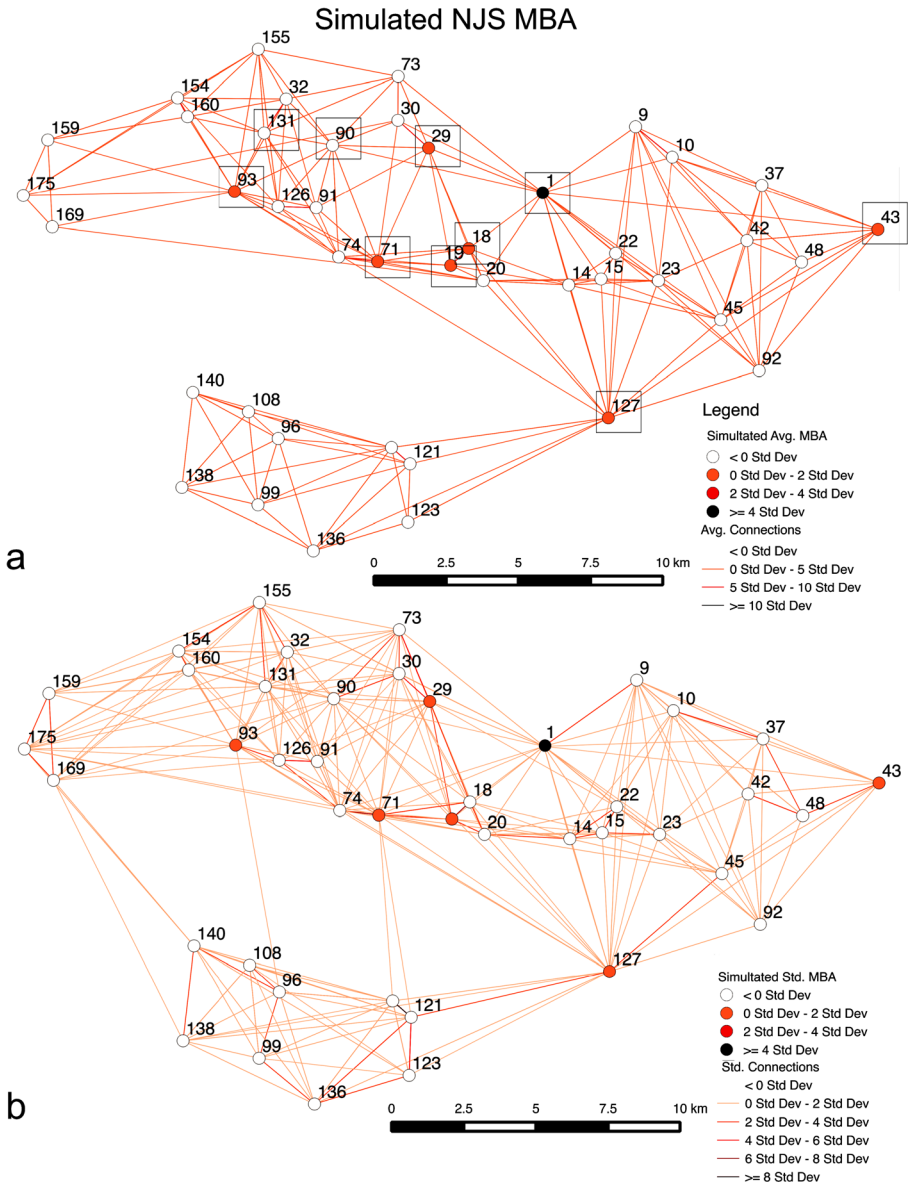 Simulated NJS MBA
a
155
73
154
32
160
30
131
9
159
90
29
10
175
93
1
37
126
91
43
169
18
22
42
74
71
19
48
20
14
15
23
45
92
140
108
127
96
121
138
99
123
136
Legend
Simultated Avg. MBA
< 0 Std Dev
0 Std Dev - 2 Std Dev
2 Std Dev - 4 Std Dev
>= 4 Std Dev
Avg. Connections
< 0 Std Dev
0 Std Dev - 5 Std Dev
5 Std Dev - 10 Std Dev
>= 10 Std Dev
0 2.5 5 7.5 10 km
155
73
154
32
160
30
131
9
159
90
29
10
175
93
1
37
126
91
43
169
18
22
42
74
71
48
20
14
15
23
45
92
140
108
127
96
121
138
99
123
136
b
Simultated Std. MBA
< 0 Std Dev
0 Std Dev - 2 Std Dev
2 Std Dev - 4 Std Dev
>= 4 Std Dev
Std. Connections
< 0 Std Dev
0 Std Dev - 2 Std Dev
2 Std Dev - 4 Std Dev
4 Std Dev - 6 Std Dev
6 Std Dev - 8 Std Dev
>= 8 Std Dev
0 2.5 5 7.5 10 km